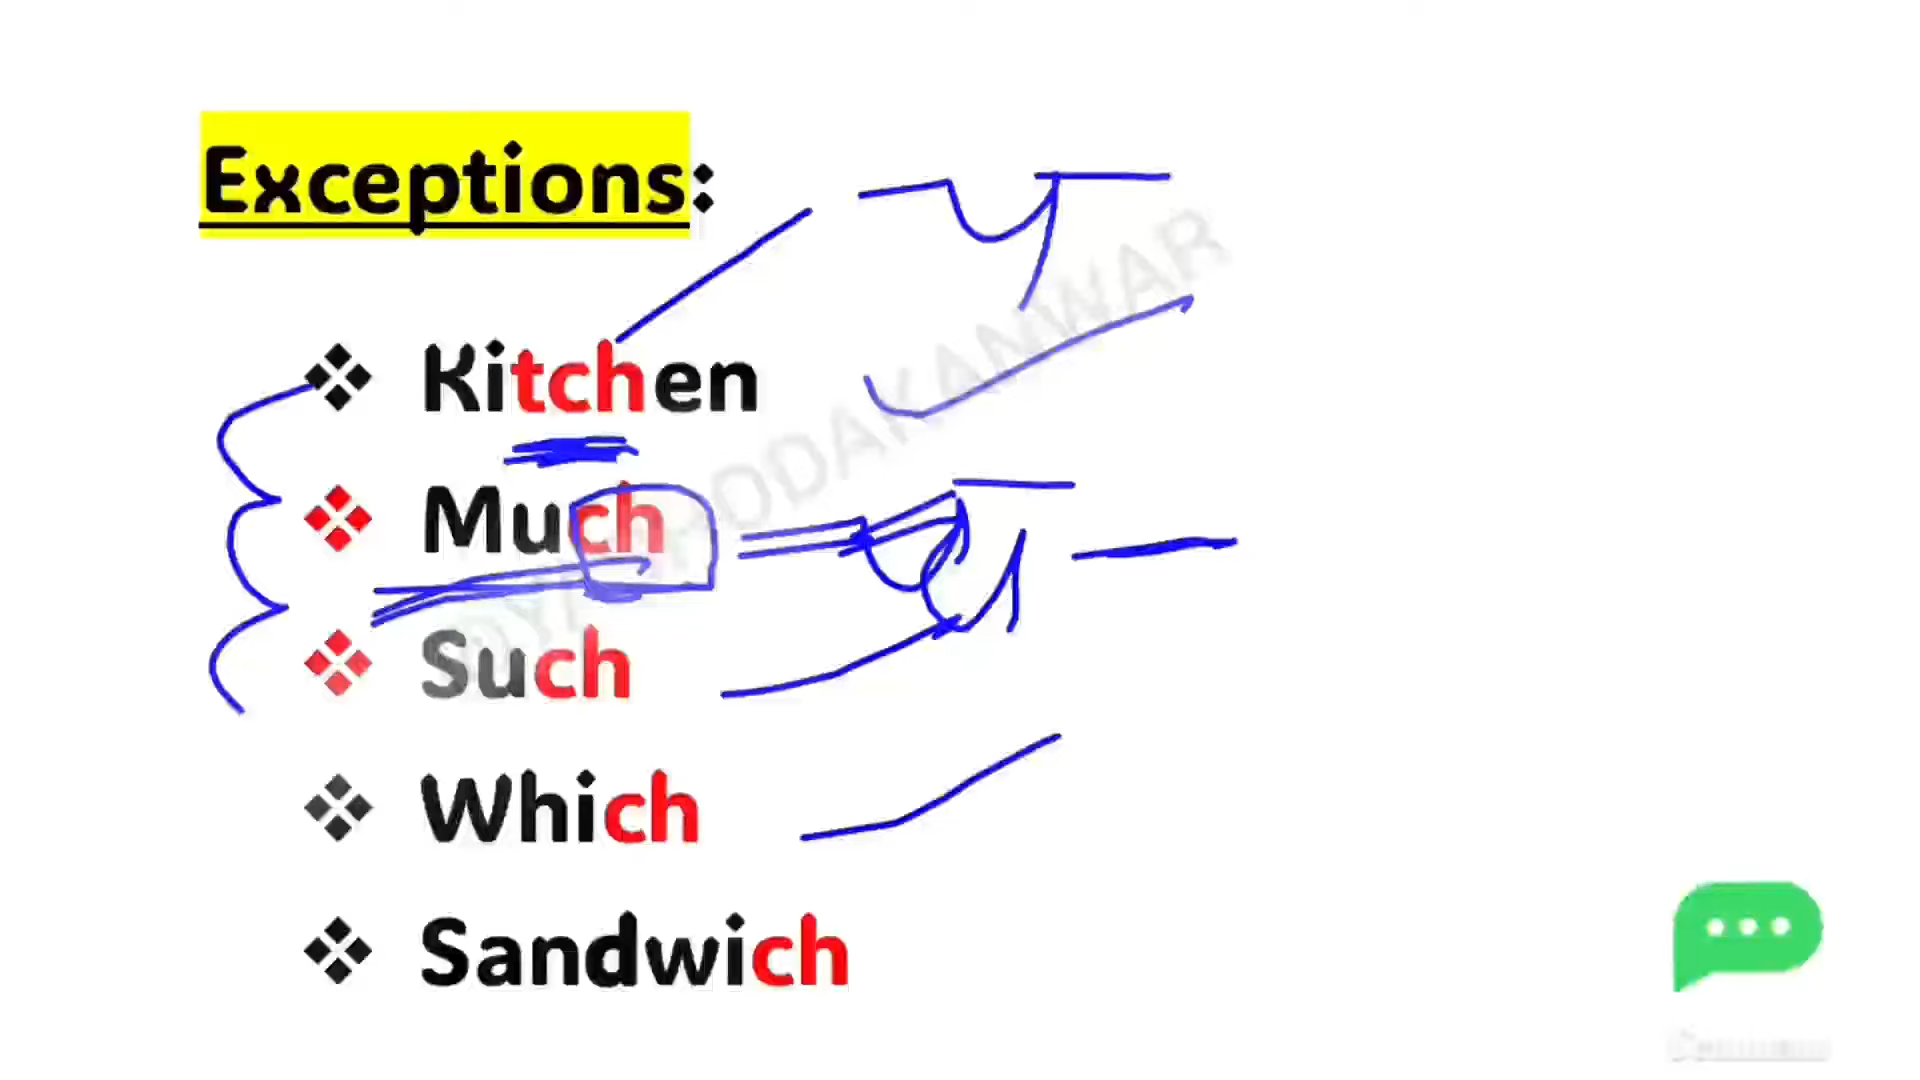 Exceptions:
❖ Kitchen
❖ Much
❖ Such
❖ Which
❖ Sandwich